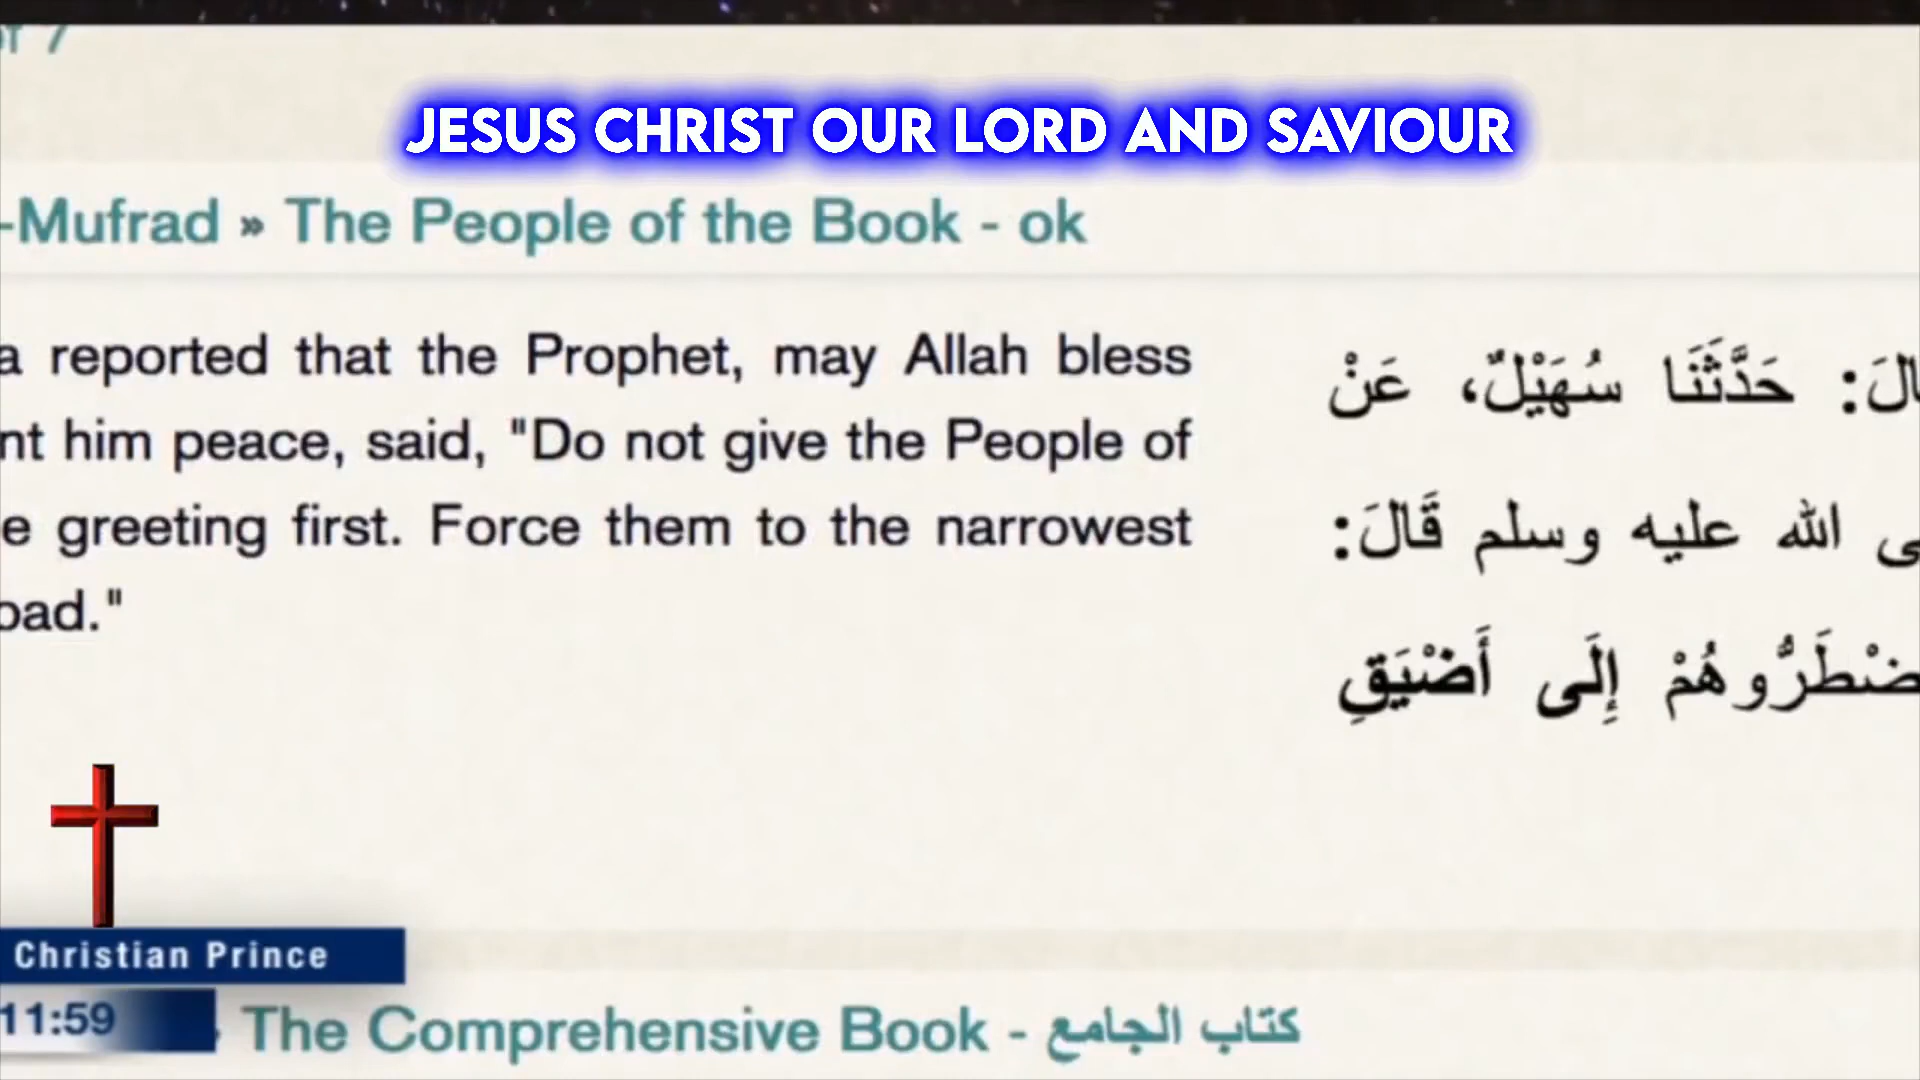 of 7
JESUS CHRIST OUR LORD AND SAVIOUR
-Mufrad » The People of the Book - ok
a reported that the Prophet, may Allah bless
nt him peace, said, "Do not give the People of
e greeting first. Force them to the narrowest
oad."
الَ: حَدَّثَنَا سُهَيْلٌ، عَنْ
ى الله عليه وسلم قَالَ:
ضْطَرُّوهُمْ إِلَى أَضْيَقِ
Christian Prince
11:59
The Comprehensive Book - كتاب الجامع